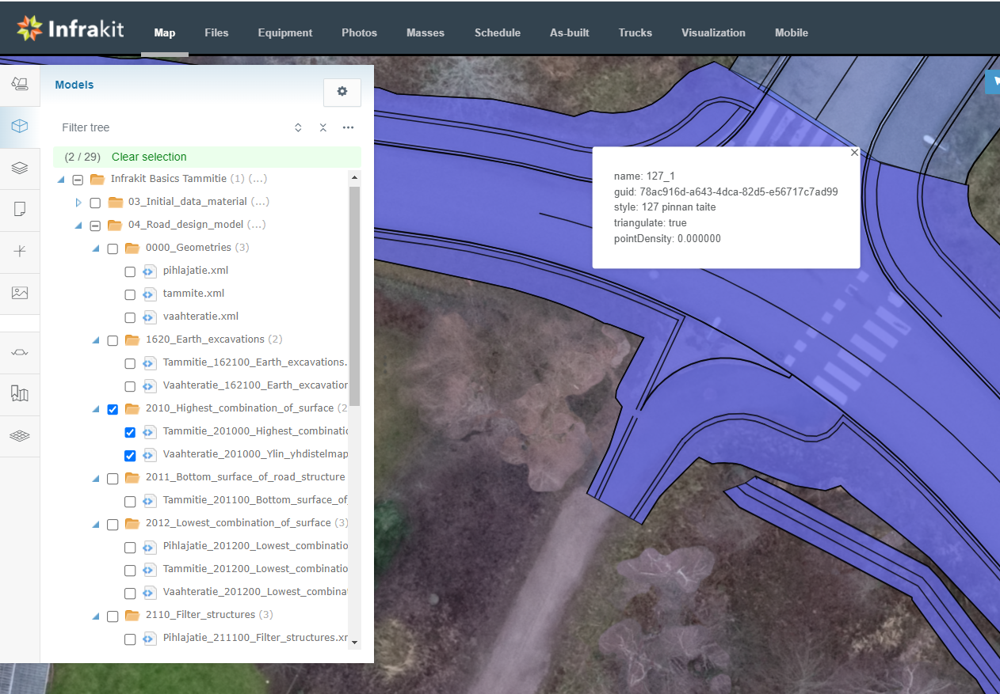 Infrakit
Map Files Equipment Photos Masses Schedule As-built Trucks Visualization Mobile
Models
Filter tree
(2 / 29) Clear selection
Infrakit Basics Tammitie (1) (...)
03_Initial_data_material (...)
04_Road_design_model (...)
0000_Geometries (3)
pihlajatie.xml
tammite.xml
vaahteratie.xml
1620_Earth_excavations (2)
Tammitie_162100_Earth_excavations.
Vaahteratie_162100_Earth_excavation
2010_Highest_combination_of_surface (2
Tammitie_201000_Highest_combinatio
Vaahteratie_201000_Ylin_yhdistelmap
2011_Bottom_surface_of_road_structure
Tammitie_201100_Bottom_surface_of_
2012_Lowest_combination_of_surface (3)
Pihlajatie_201200_Lowest_combinatio
Tammitie_201200_Lowest_combinatio
Vaahteratie_201200_Lowest_combinat
2110_Filter_structures (3)
Pihlajatie_211100_Filter_structures.xm
name: 127_1
guid: 78ac916d-a643-4dca-82d5-e56717c7ad99
style: 127 pinnan taite
triangulate: true
pointDensity: 0.000000